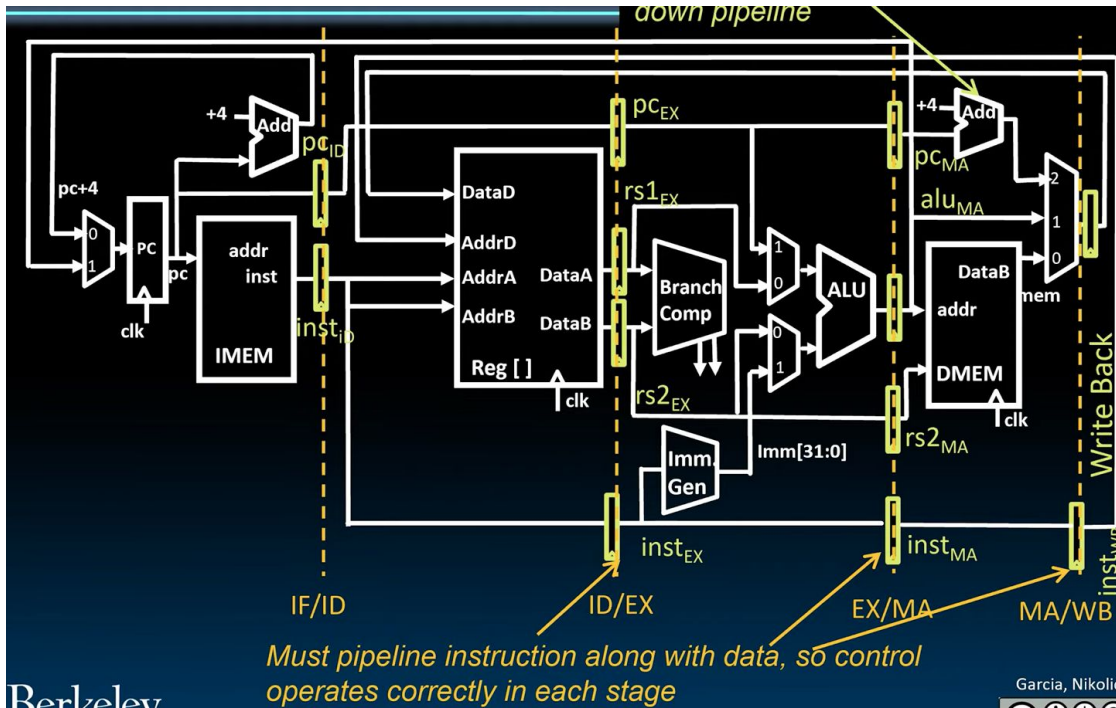 down pipeline
+4
Add
pc+4
0
1
PC
clk
pc
addr
inst
IMEM
pc_ID
inst_iD
DataD
AddrD
AddrA
AddrB
DataA
DataB
Reg [ ]
clk
pc_EX
rs1_EX
rs2_EX
Branch
Comp
1
0
0
1
ALU
Imm.
Gen
Imm[31:0]
inst_EX
+4
Add
pc_MA
alu_MA
addr
DataB
DMEM
clk
2
1
0
mem
rs2_MA
inst_MA
Write Back
inst_WB
IF/ID
ID/EX
EX/MA
MA/WB
Must pipeline instruction along with data, so control
operates correctly in each stage
Berkeley
Garcia, Nikolić